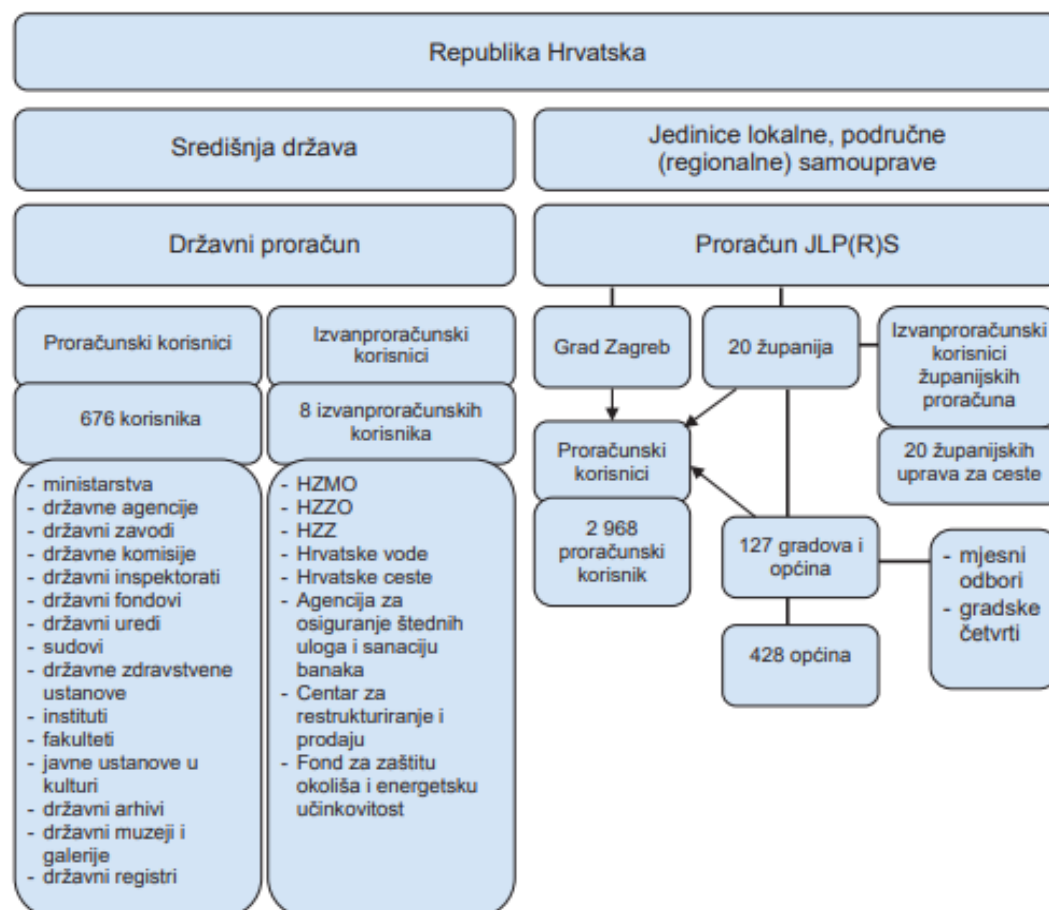 Republika Hrvatska
Središnja država
Jedinice lokalne, područne
(regionalne) samouprave
Državni proračun
Proračun JLP(R)S
Proračunski korisnici
Izvanproračunski
korisnici
676 korisnika
8 izvanproračunskih
korisnika
- ministarstva
- državne agencije
- državni zavodi
- državne komisije
- državni inspektorati
- državni fondovi
- državni uredi
- sudovi
- državne zdravstvene
ustanove
- instituti
- fakulteti
- javne ustanove u
kulturi
- državni arhivi
- državni muzeji i
galerije
- državni registri
- HZMO
- HZZO
- HZZ
- Hrvatske vode
- Hrvatske ceste
- Agencija za
osiguranje štednih
uloga i sanaciju
banaka
- Centar za
restrukturiranje i
prodaju
- Fond za zaštitu
okoliša i energetsku
učinkovitost
Grad Zagreb
20 županija
Izvanproračunski
korisnici
županijskih
proračuna
20 županijskih
uprava za ceste
Proračunski
korisnici
2 968
proračunski
korisnik
127 gradova i
općina
428 općina
- mjesni
odbori
- gradske
četvrti